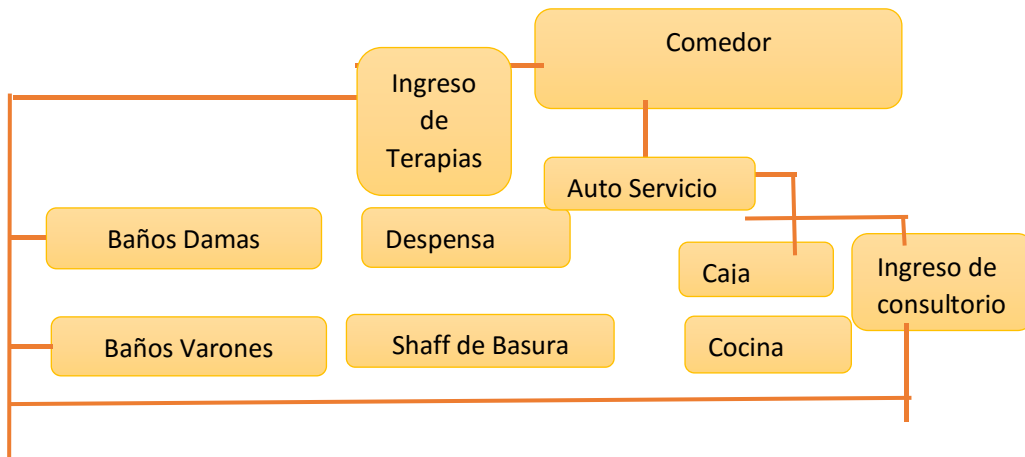 Comedor
Ingreso
de
Terapias
Auto Servicio
Baños Damas
Despensa
Caja
Ingreso de
consultorio
Baños Varones
Shaff de Basura
Cocina